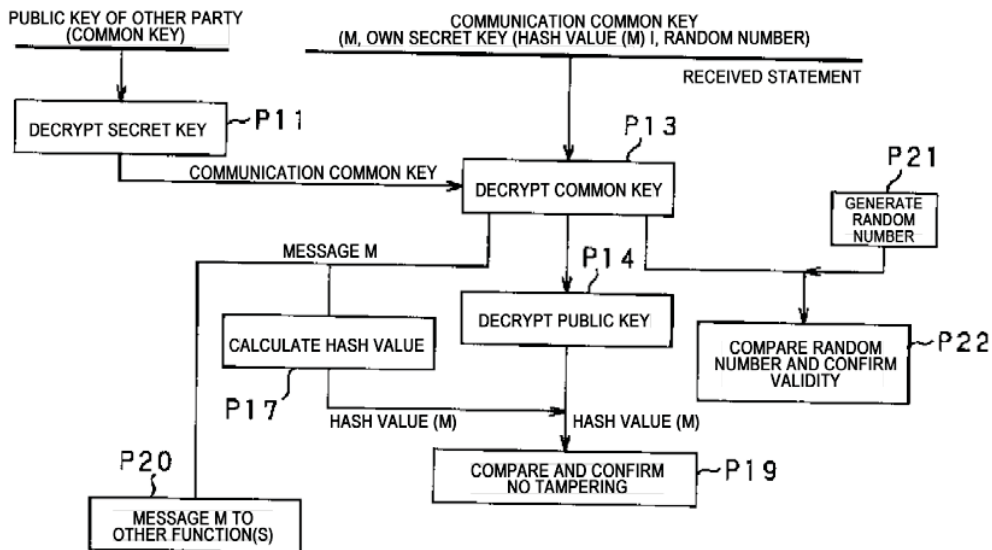 PUBLIC KEY OF OTHER PARTY
(COMMON KEY)
COMMUNICATION COMMON KEY
(M, OWN SECRET KEY (HASH VALUE (M) I, RANDOM NUMBER)
RECEIVED STATEMENT
DECRYPT SECRET KEY
P11
P13
COMMUNICATION COMMON KEY
DECRYPT COMMON KEY
P21
GENERATE
RANDOM
NUMBER
MESSAGE M
P14
DECRYPT PUBLIC KEY
CALCULATE HASH VALUE
P17
COMPARE RANDOM
NUMBER AND CONFIRM
VALIDITY
P22
HASH VALUE (M)
HASH VALUE (M)
COMPARE AND CONFIRM
NO TAMPERING
P19
P20
MESSAGE M TO
OTHER FUNCTION(S)